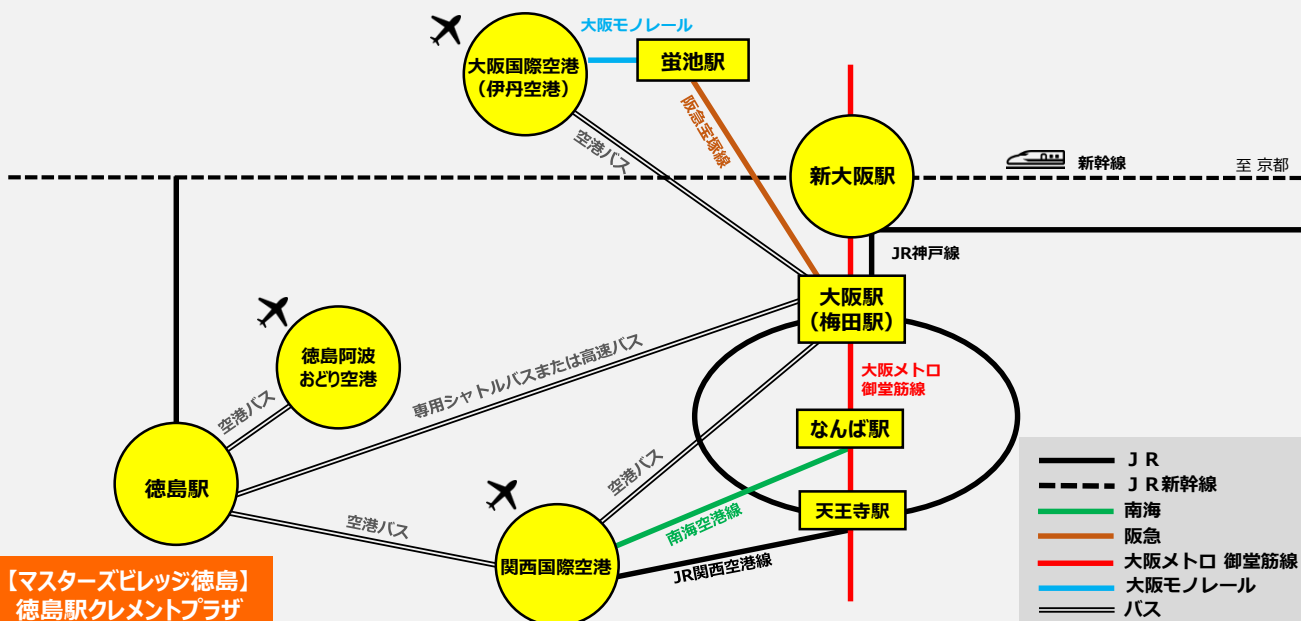 大阪モノレール
大阪国際空港
（伊丹空港）
蛍池駅
阪急宝塚線
空港バス
新大阪駅
新幹線
至 京都
JR神戸線
大阪駅
（梅田駅）
徳島阿波
おどり空港
専用シャトルバスまたは高速バス
大阪メトロ
御堂筋線
空港バス
なんば駅
徳島駅
空港バス
天王寺駅
空港バス
南海空港線
関西国際空港
JR関西空港線
【マスターズビレッジ徳島】
徳島駅クレメントプラザ
ＪＲ
ＪＲ新幹線
南海
阪急
大阪メトロ 御堂筋線
大阪モノレール
バス